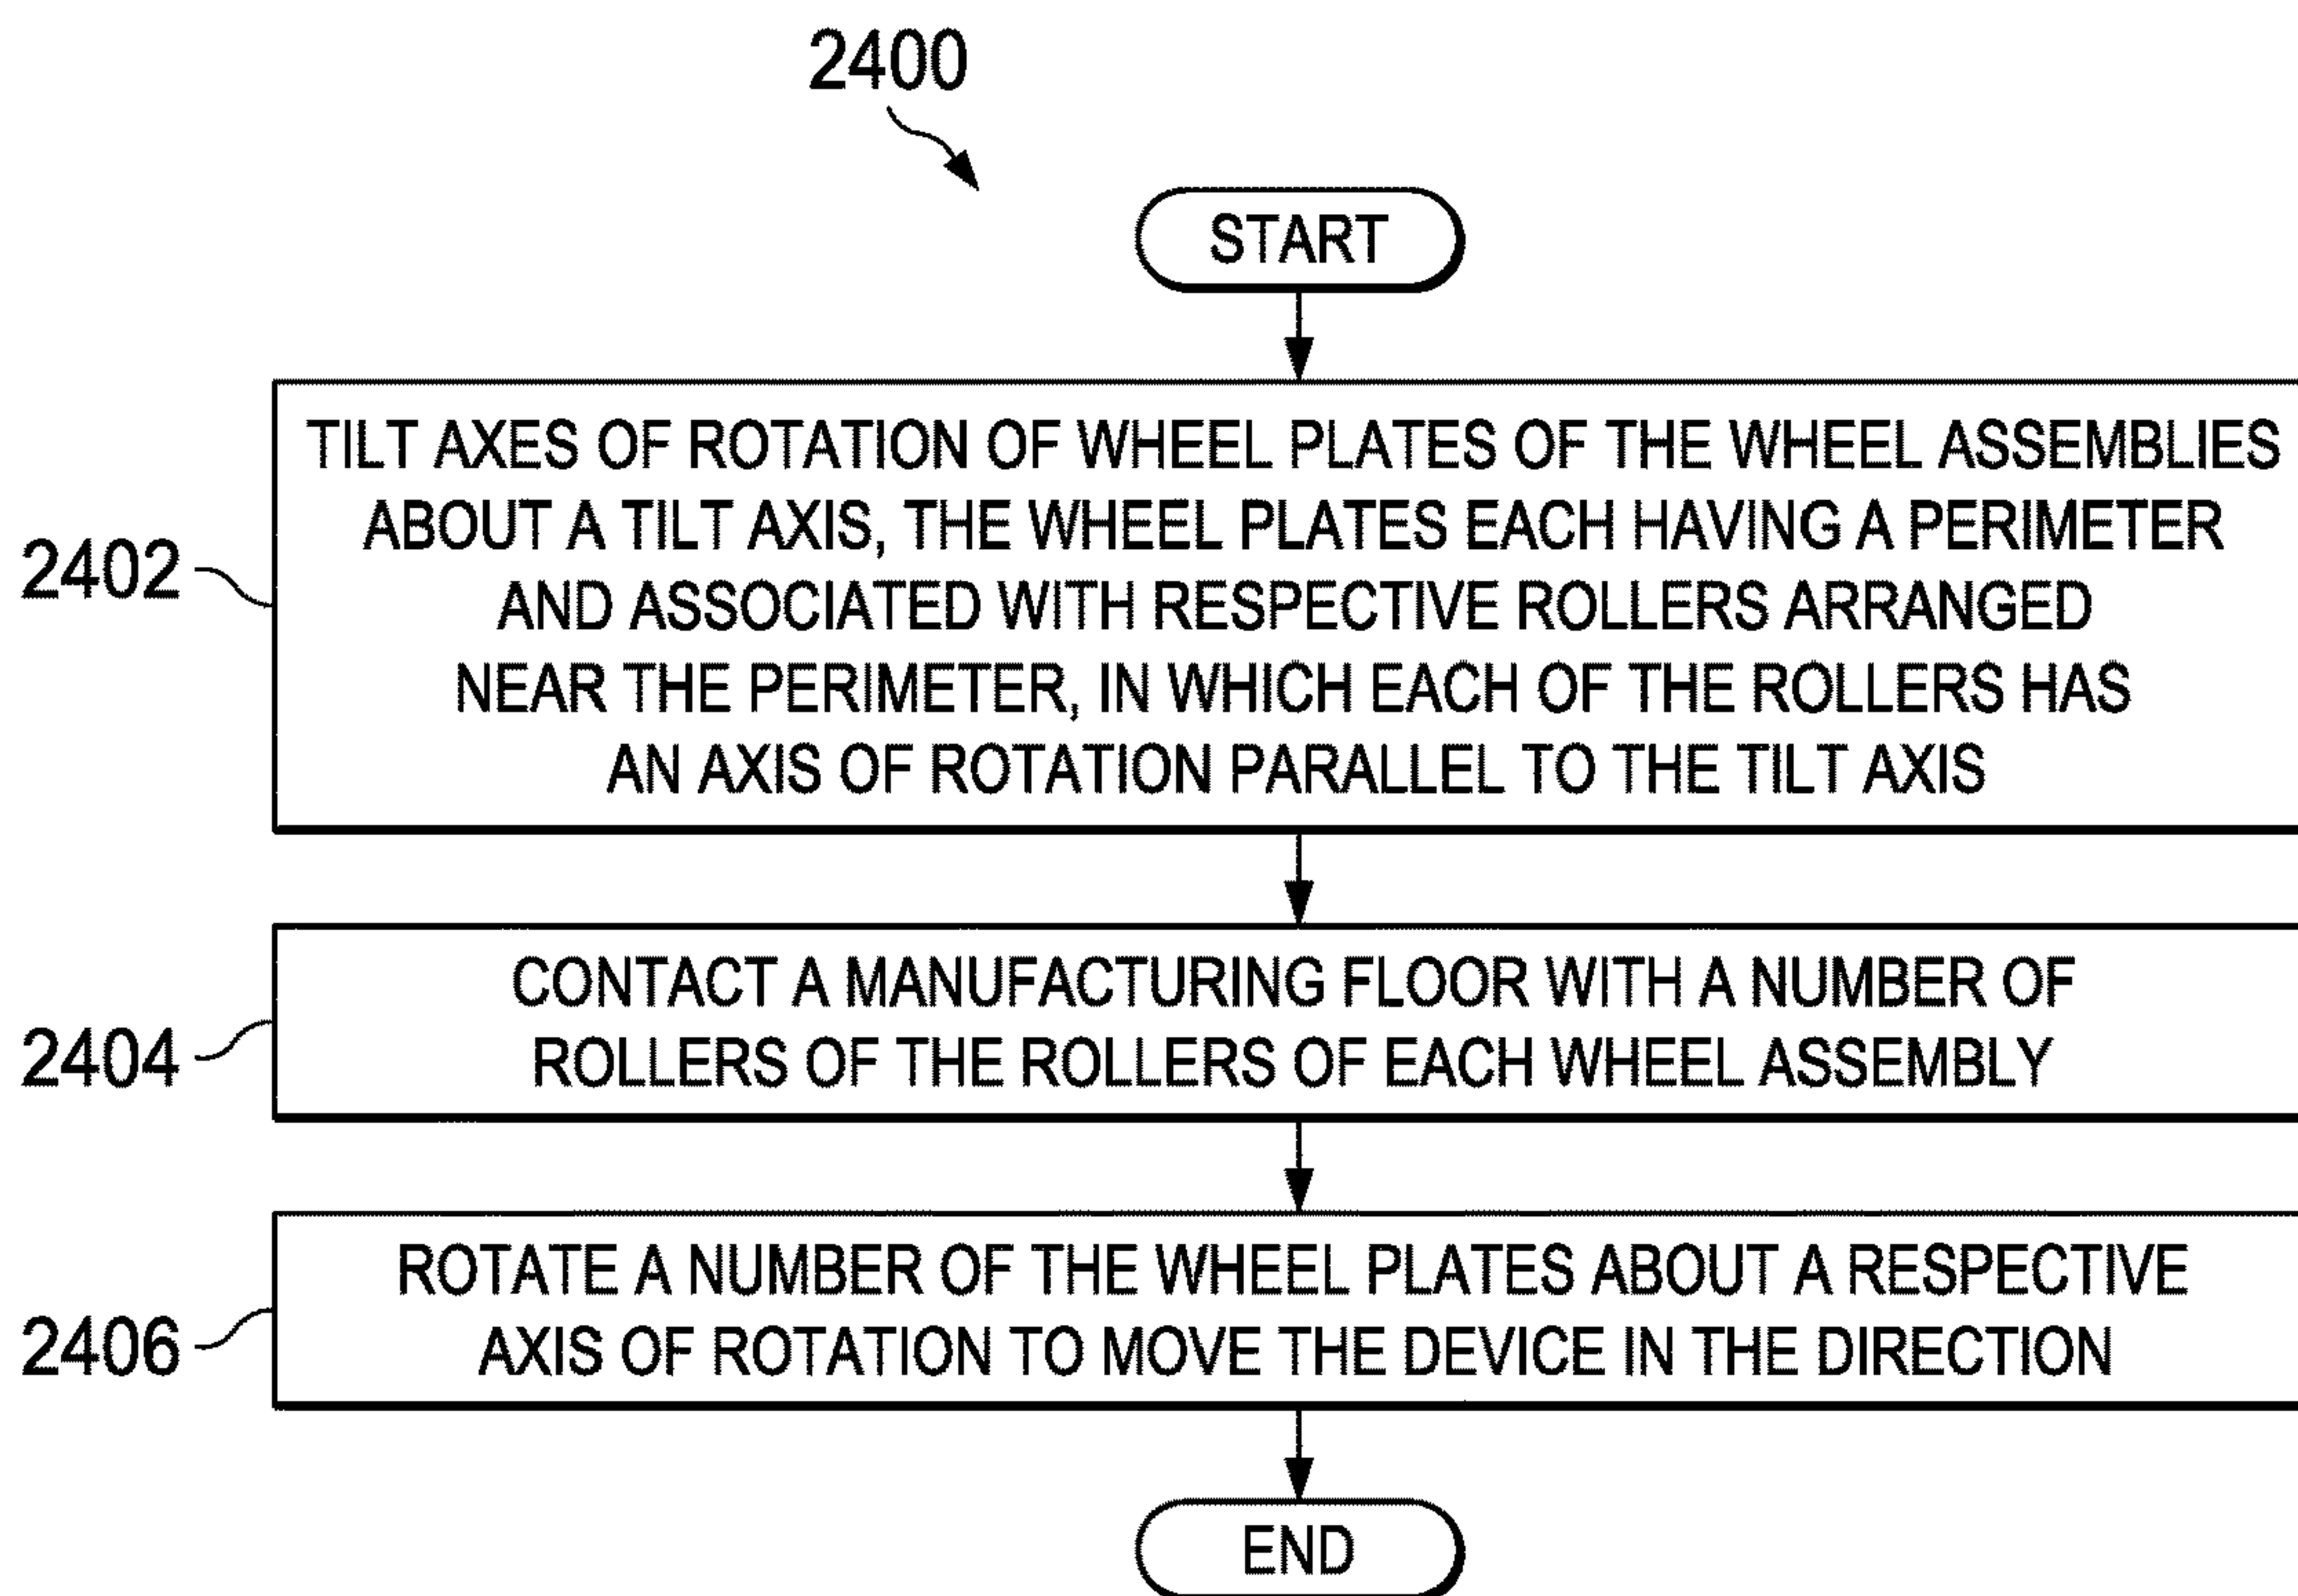 2400
START
2402
TILT AXES OF ROTATION OF WHEEL PLATES OF THE WHEEL ASSEMBLIES
ABOUT A TILT AXIS, THE WHEEL PLATES EACH HAVING A PERIMETER
AND ASSOCIATED WITH RESPECTIVE ROLLERS ARRANGED
NEAR THE PERIMETER, IN WHICH EACH OF THE ROLLERS HAS
AN AXIS OF ROTATION PARALLEL TO THE TILT AXIS
2404
CONTACT A MANUFACTURING FLOOR WITH A NUMBER OF
ROLLERS OF THE ROLLERS OF EACH WHEEL ASSEMBLY
2406
ROTATE A NUMBER OF THE WHEEL PLATES ABOUT A RESPECTIVE
AXIS OF ROTATION TO MOVE THE DEVICE IN THE DIRECTION
END